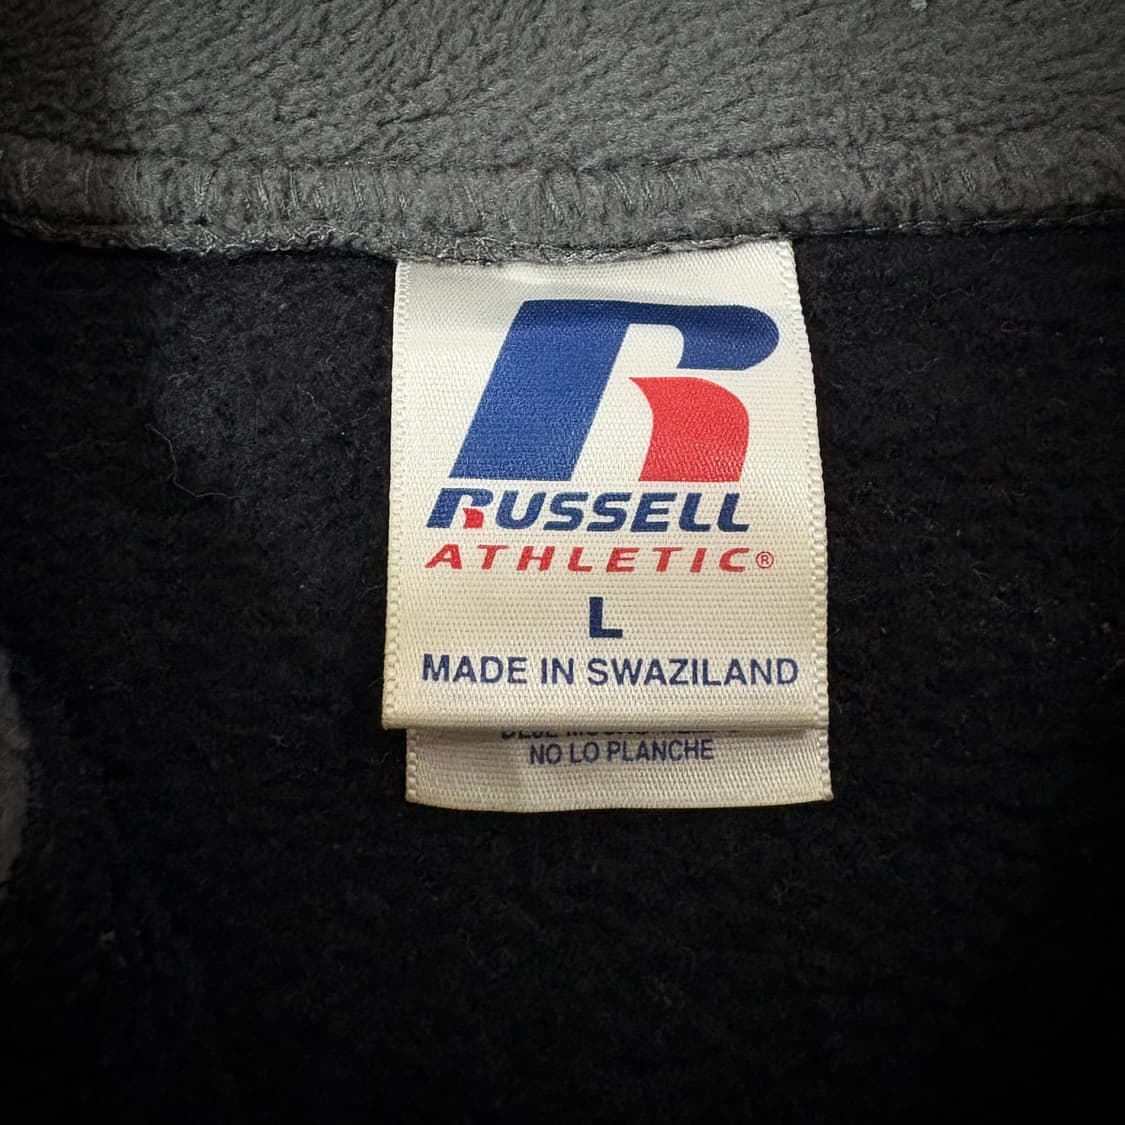 RUSSELL
ATHLETIC®
L
MADE IN SWAZILAND
NO LO PLANCHE